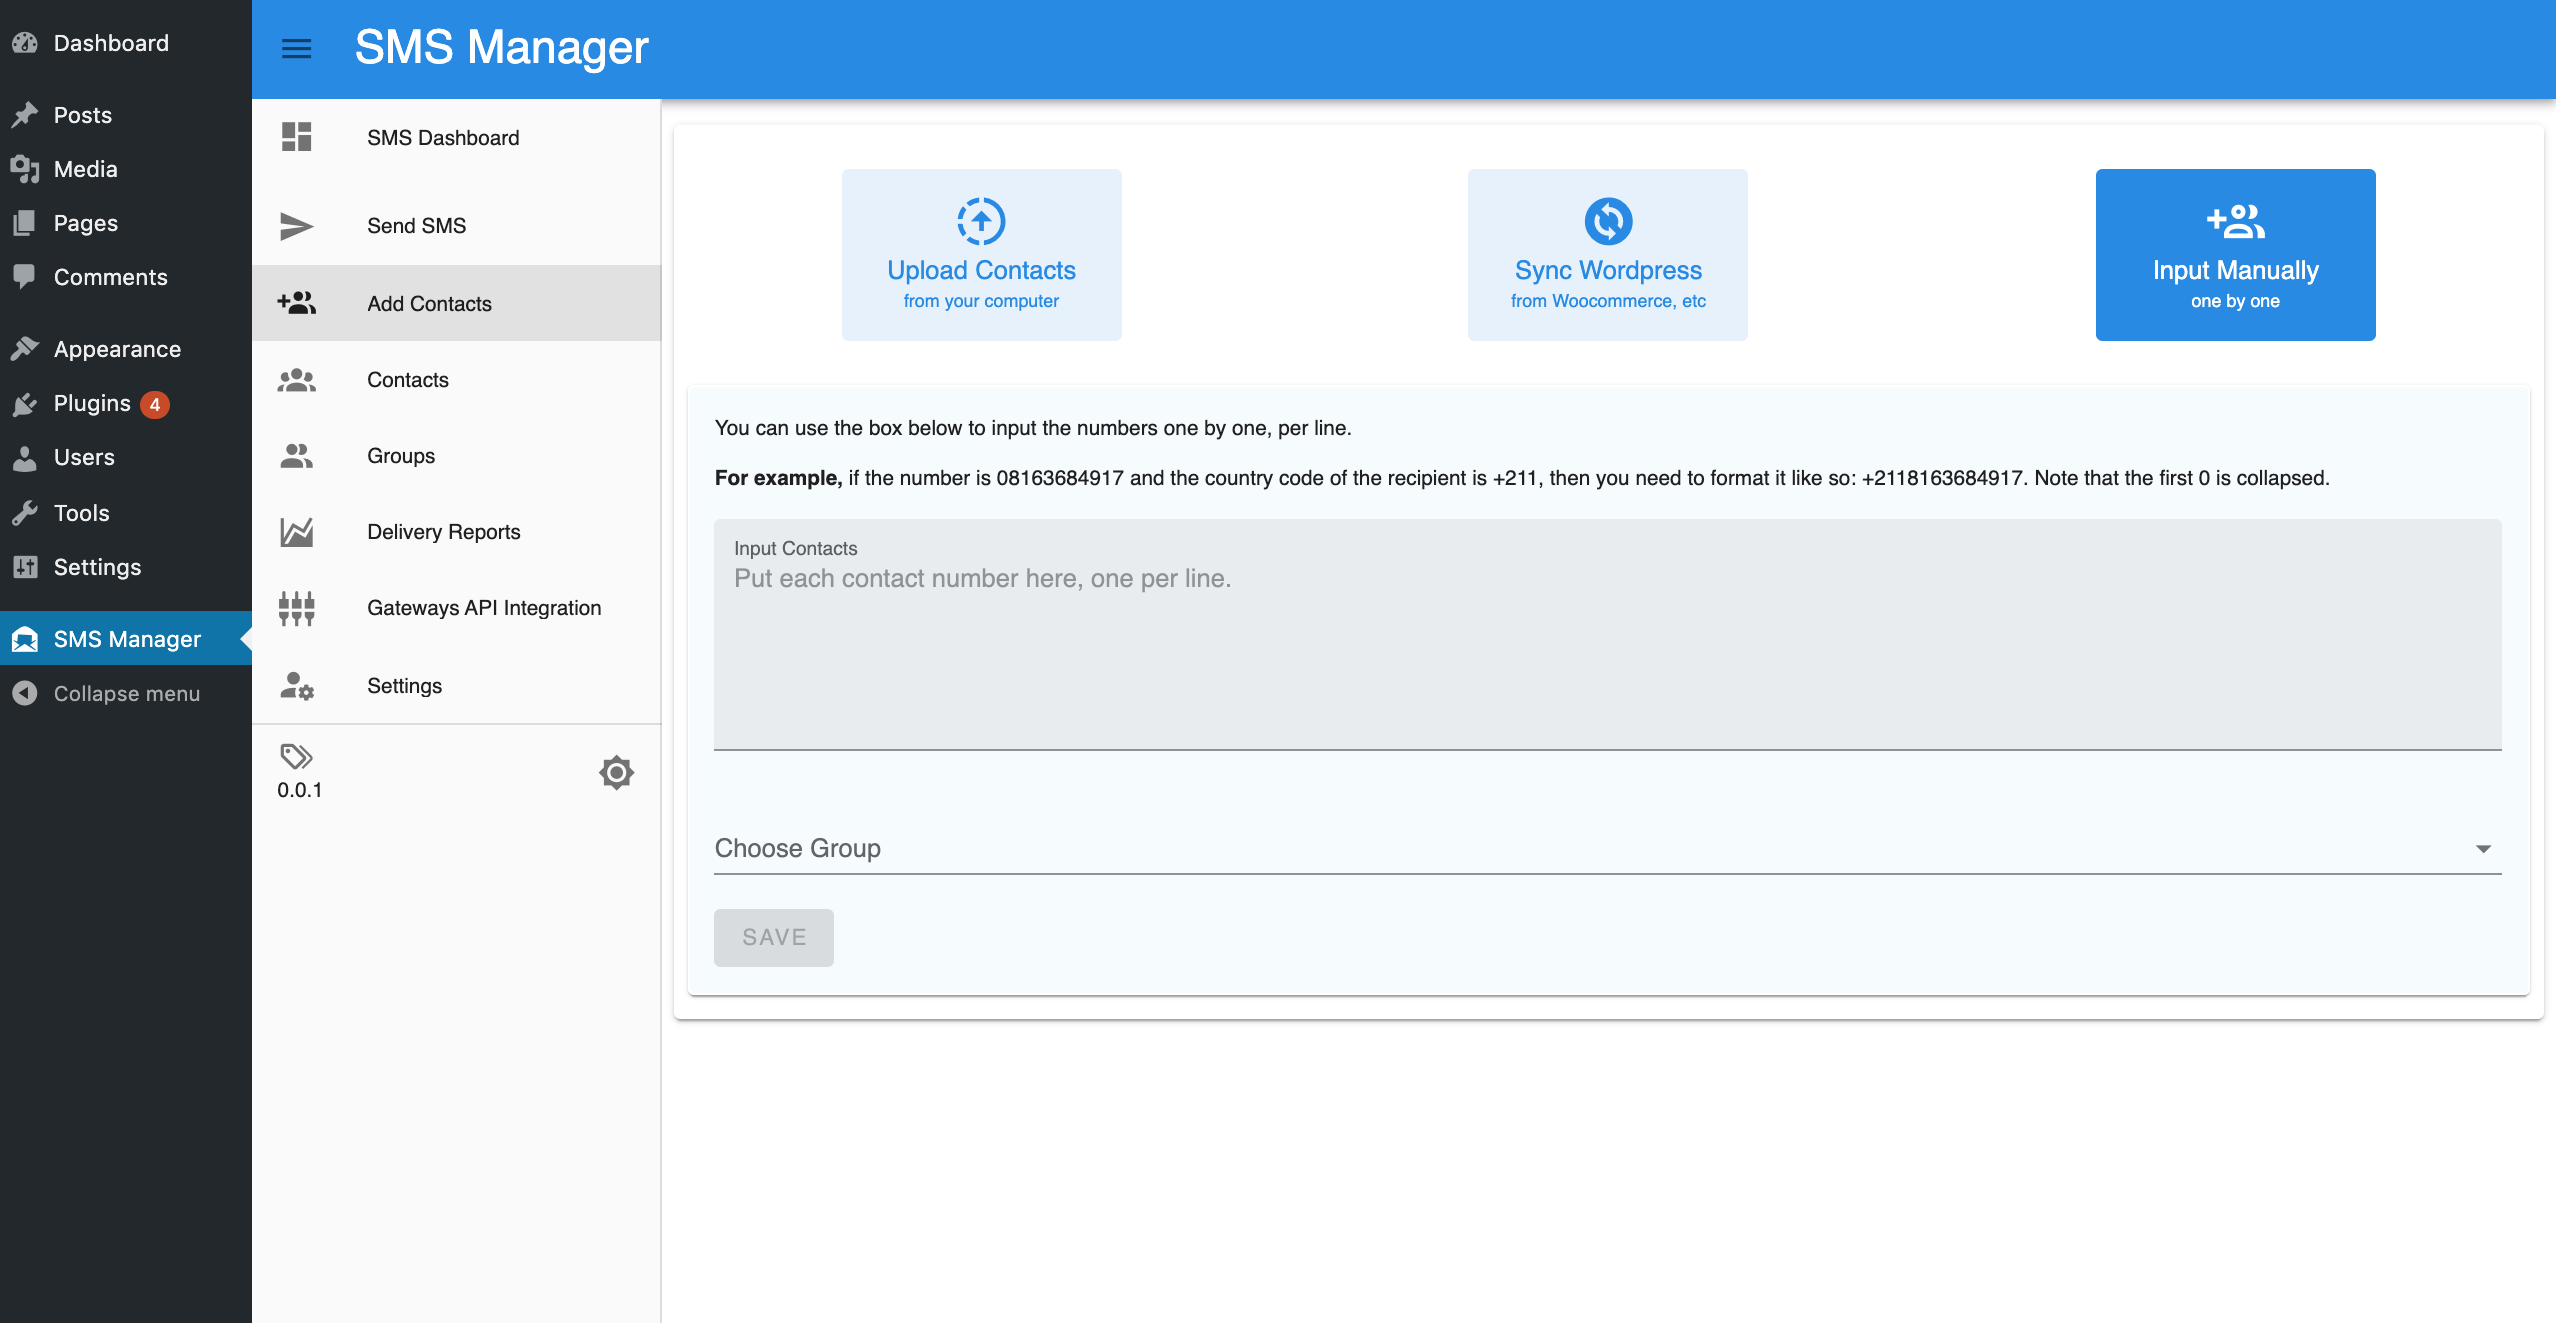 Dashboard
Posts
Media
Pages
Comments
Appearance
Plugins 4
Users
Tools
Settings
SMS Manager
Collapse menu
SMS Manager
SMS Dashboard
Send SMS
Add Contacts
Contacts
Groups
Delivery Reports
Gateways API Integration
Settings
0.0.1
Upload Contacts
from your computer
Sync Wordpress
from Woocommerce, etc
Input Manually
one by one
You can use the box below to input the numbers one by one, per line.
For example, if the number is 08163684917 and the country code of the recipient is +211, then you need to format it like so: +2118163684917. Note that the first 0 is collapsed.
Input Contacts
Put each contact number here, one per line.
Choose Group
SAVE